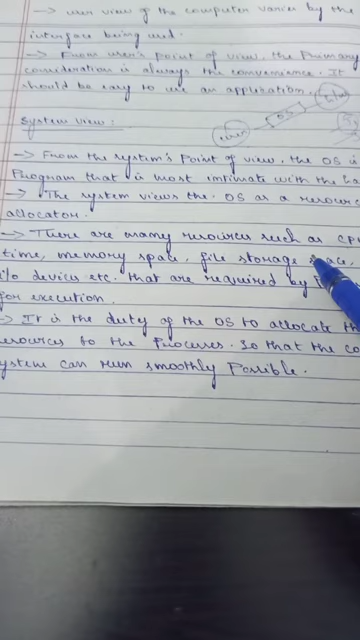 → User view of the computer varies by the
interface being used.
→ From user's point of view, the Primary
consideration is always the convenience. It
should be easy to use an application.
System view:
user OS
→ From the system's Point of view, the OS is
Program that is most intimate with the ha
→ The system views the OS as a resource
allocator.
→ There are many resources such as CPU
time, memory space, file storage space,
i/o devices etc. that are required by
for execution.
→ It is the duty of the OS to allocate the
resources to the Processes. So that the co
system can run smoothly Possible.